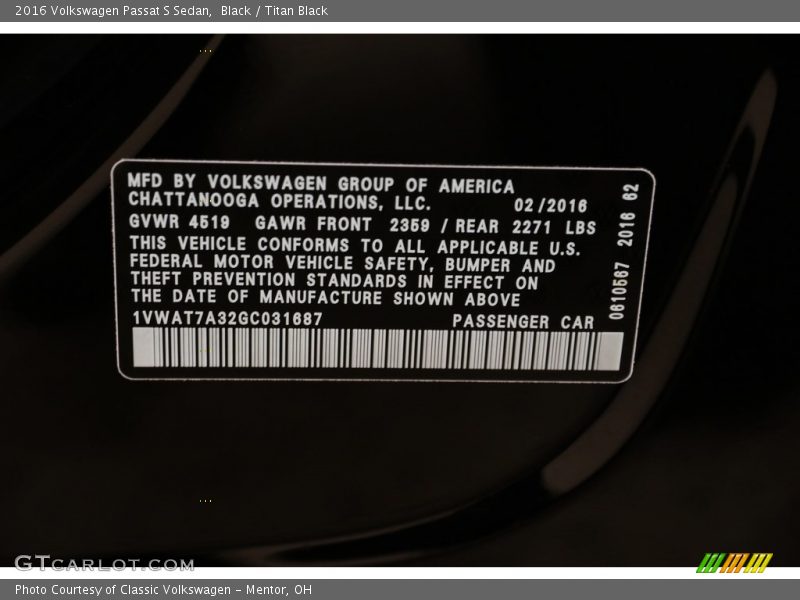 2016 Volkswagen Passat S Sedan, Black / Titan Black
MFD BY VOLKSWAGEN GROUP OF AMERICA
CHATTANOOGA OPERATIONS, LLC. 02/2016
GVWR 4519 GAWR FRONT 2359 / REAR 2271 LBS
THIS VEHICLE CONFORMS TO ALL APPLICABLE U.S.
FEDERAL MOTOR VEHICLE SAFETY, BUMPER AND
THEFT PREVENTION STANDARDS IN EFFECT ON
THE DATE OF MANUFACTURE SHOWN ABOVE
1VWAT7A32GC031687 PASSENGER CAR
0610567 2016 62
GTCARLOT.COM
Photo Courtesy of Classic Volkswagen - Mentor, OH